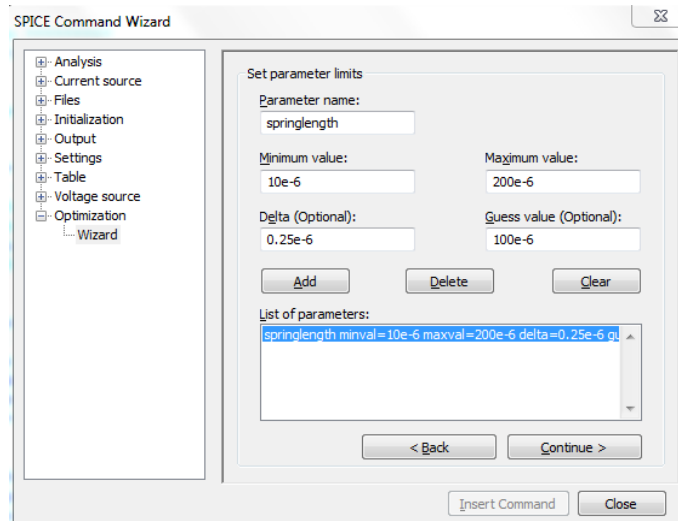 SPICE Command Wizard
Analysis
Current source
Files
Initialization
Output
Settings
Table
Voltage source
Optimization
Wizard
Set parameter limits
Parameter name:
springlength
Minimum value: Maximum value:
10e-6 200e-6
Delta (Optional): Guess value (Optional):
0.25e-6 100e-6
Add Delete Clear
List of parameters:
springlength minval=10e-6 maxval=200e-6 delta=0.25e-6
< Back Continue >
Insert Command Close